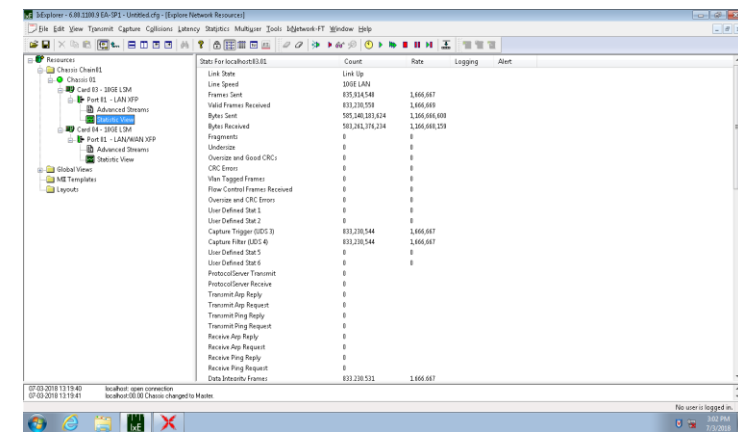 IxExplorer - 6.80.1100.9 EA-SP1 - Untitled.cfg - [Explore Network Resources]
File Edit View Transmit Capture Collisions Latency Statistics Multiuser Tools IxNetwork-FT Window Help
Resources
Chassis Chain01
Chassis 01
Card 03 - 10GE LSM
Port 01 - LAN XFP
Advanced Streams
Statistic View
Card 04 - 10GE LSM
Port 01 - LAN/WAN XFP
Advanced Streams
Statistic View
Global Views
MII Templates
Layouts
Stats For localhost:03.01 Count Rate Logging Alert
Link State Link Up
Line Speed 10GE LAN
Frames Sent 835,914,548 1,666,667
Valid Frames Received 833,230,558 1,666,669
Bytes Sent 585,140,183,624 1,166,666,600
Bytes Received 583,261,376,234 1,166,668,159
Fragments 0 0
Undersize 0 0
Oversize and Good CRCs 0 0
CRC Errors 0 0
Vlan Tagged Frames 0 0
Flow Control Frames Received 0 0
Oversize and CRC Errors 0 0
User Defined Stat 1 0 0
User Defined Stat 2 0 0
Capture Trigger (UDS 3) 833,230,544 1,666,667
Capture Filter (UDS 4) 833,230,544 1,666,667
User Defined Stat 5 0 0
User Defined Stat 6 0 0
ProtocolServer Transmit 0
ProtocolServer Receive 0
Transmit Arp Reply 0
Transmit Arp Request 0
Transmit Ping Reply 0
Transmit Ping Request 0
Receive Arp Reply 0
Receive Arp Request 0
Receive Ping Reply 0
Receive Ping Request 0
Data Integrity Frames 833,230,531 1,666,667
07-03-2018 13:19:40 localhost: open connection
07-03-2018 13:19:41 localhost:00.00 Chassis changed to Master.
No user is logged in.
IxE
3:02 PM
7/3/2018